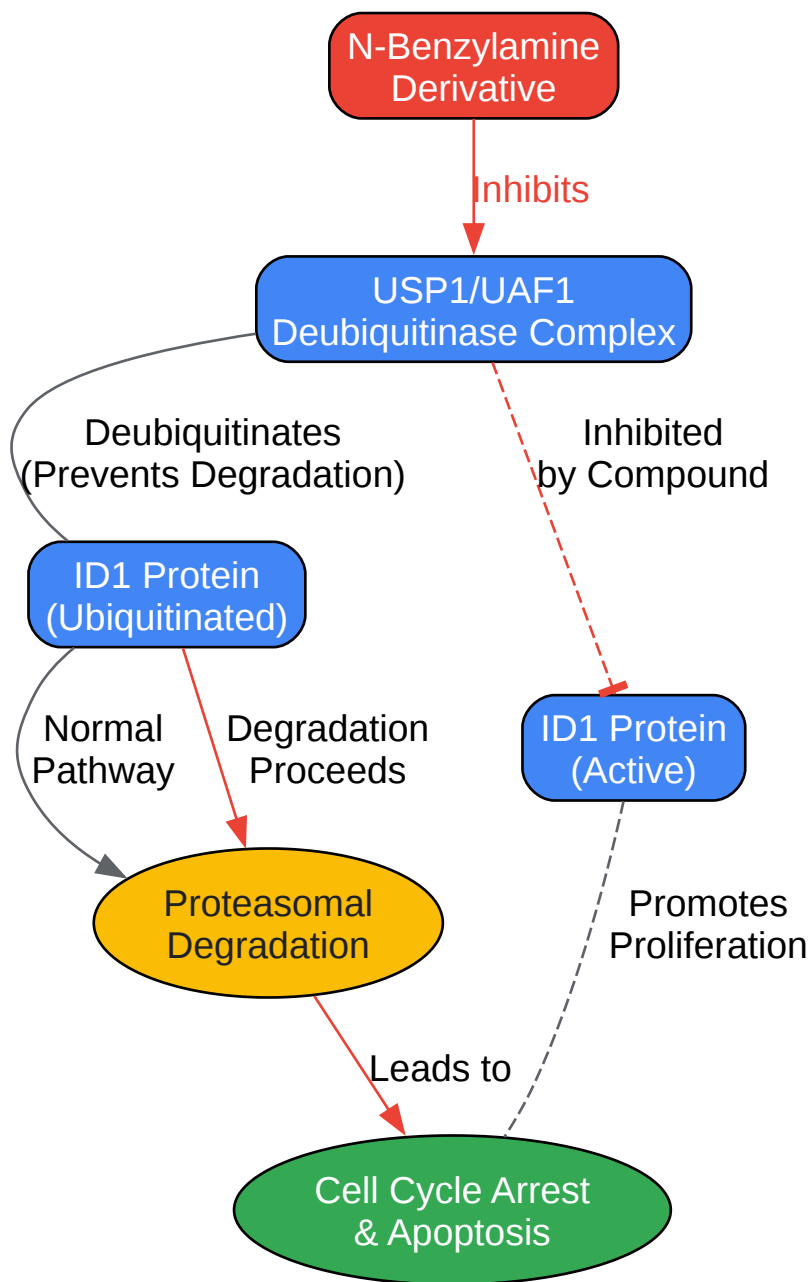 N-Benzylamine
Derivative
Inhibits
USP1/UAF1
Deubiquitinase Complex
Deubiquitinates
(Prevents Degradation)
Inhibited
by Compound
ID1 Protein
(Ubiquitinated)
Normal
Pathway
Degradation
Proceeds
ID1 Protein
(Active)
Proteasomal
Degradation
Promotes
Proliferation
Leads to
Cell Cycle Arrest
& Apoptosis